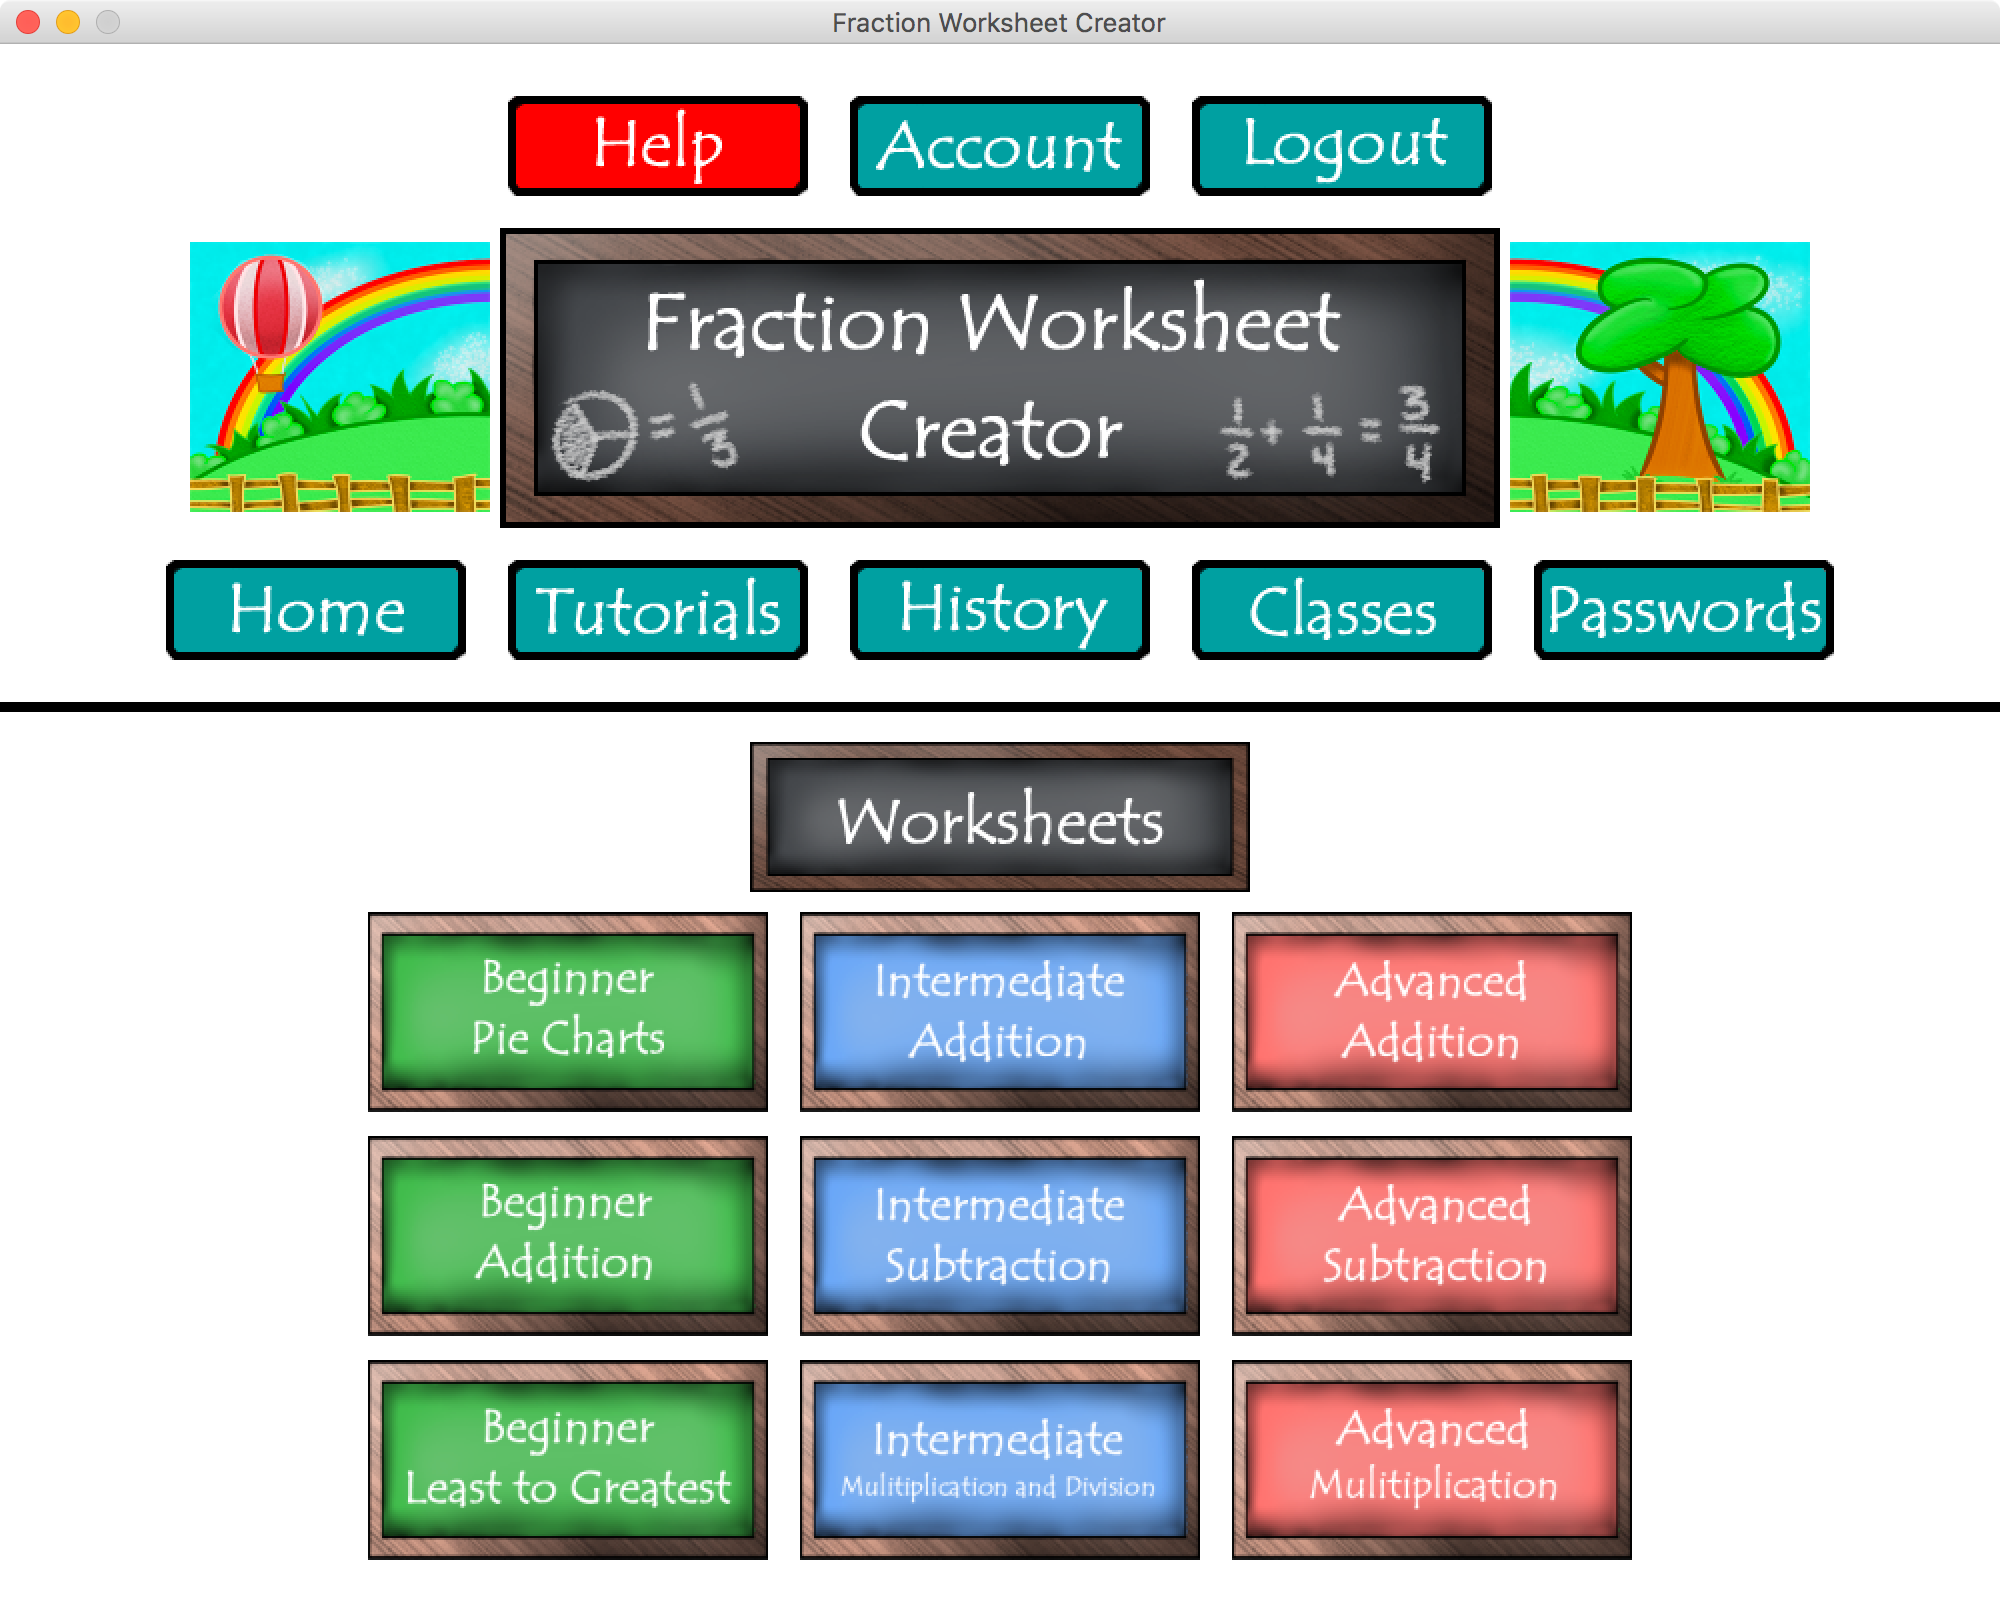 Fraction Worksheet Creator
Help
Account
Logout
Fraction Worksheet
Creator
= 1/3
1/2 + 1/4 = 3/4
Home
Tutorials
History
Classes
Passwords
Worksheets
Beginner
Pie Charts
Intermediate
Addition
Advanced
Addition
Beginner
Addition
Intermediate
Subtraction
Advanced
Subtraction
Beginner
Least to Greatest
Intermediate
Mulitiplication and Division
Advanced
Mulitiplication